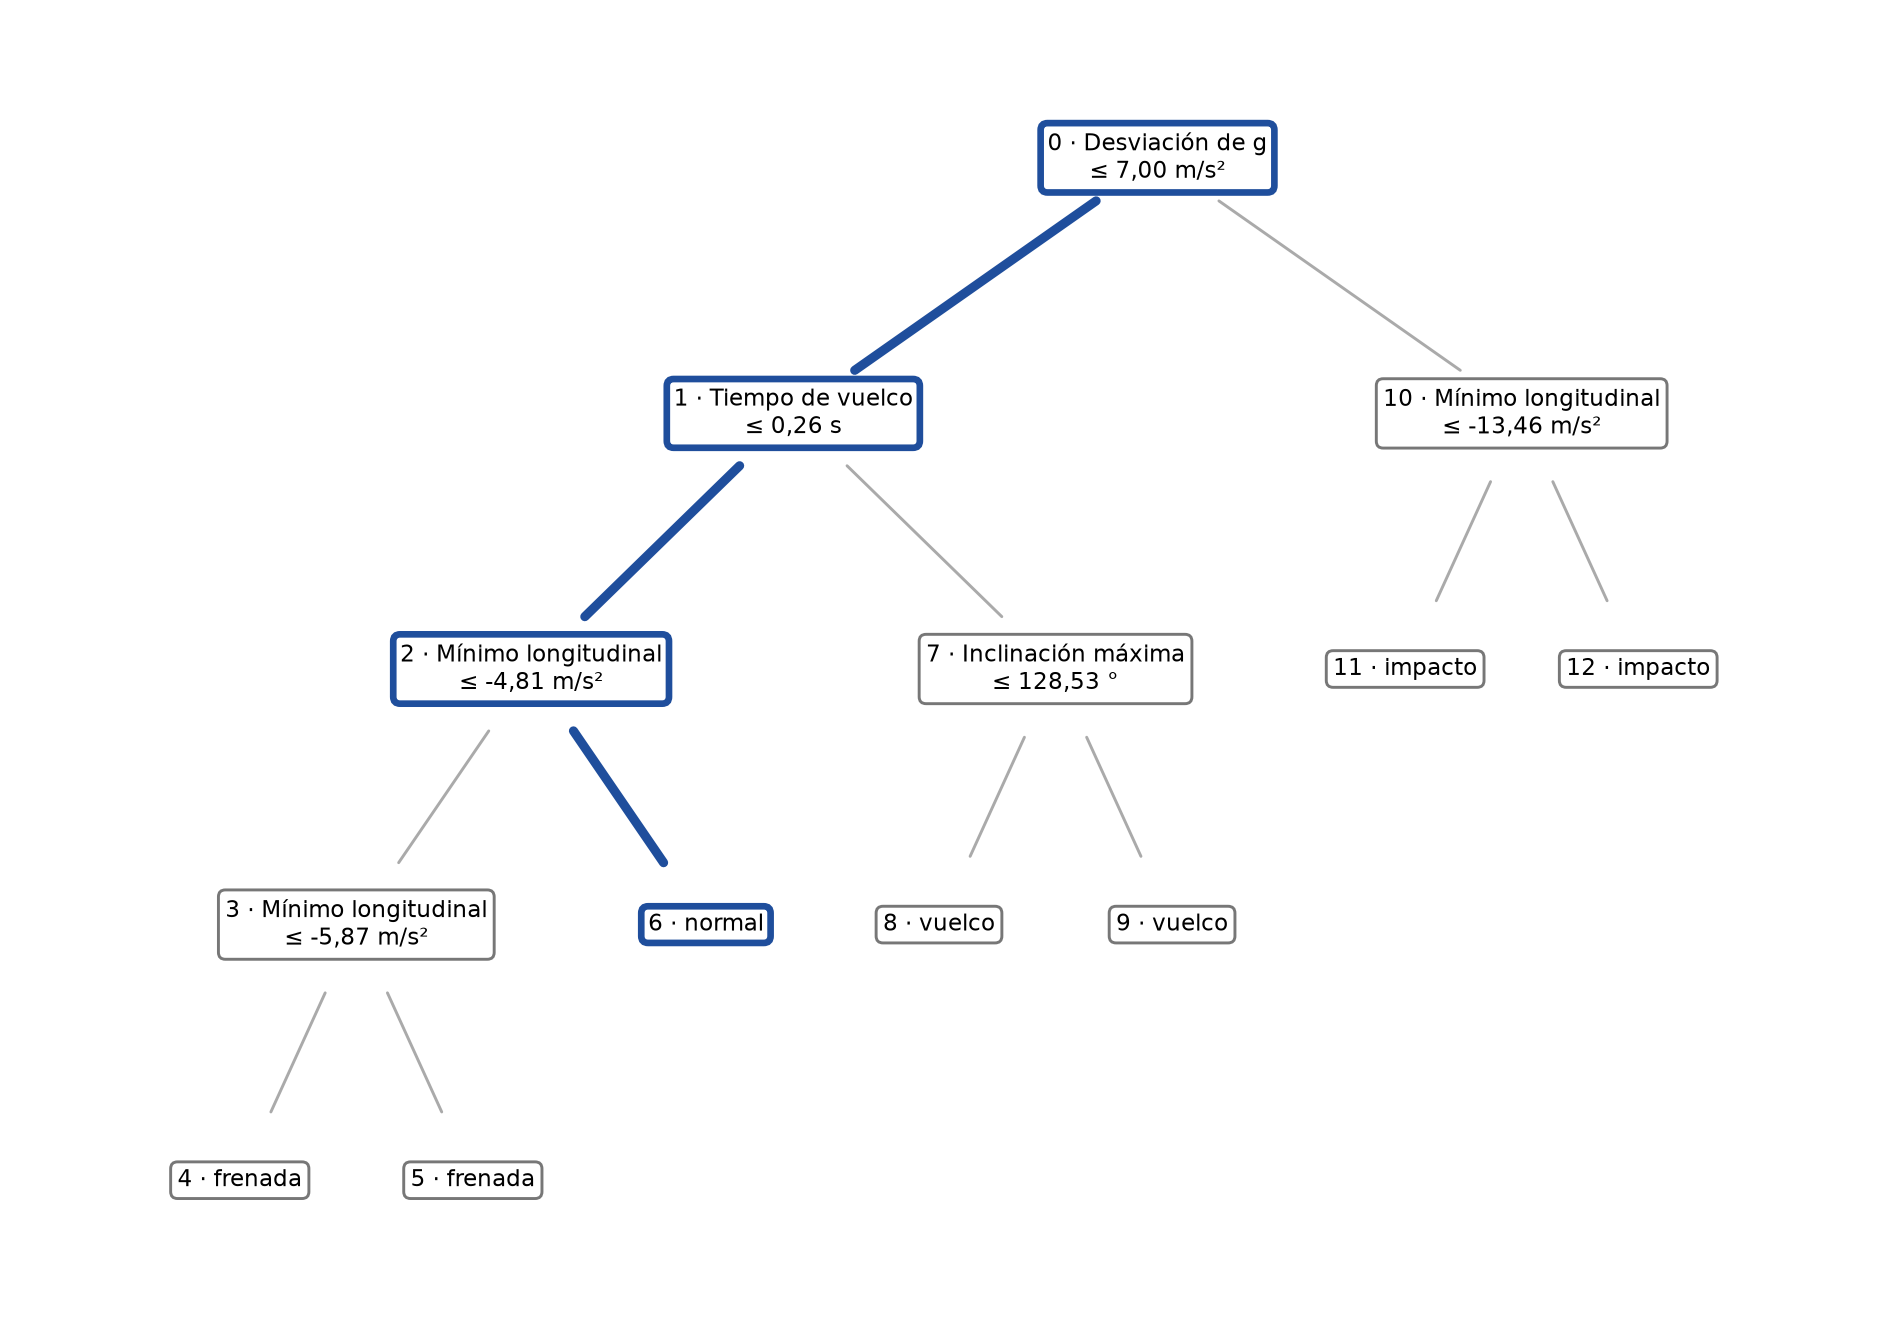 0 · Desviación de g
≤ 7,00 m/s²
1 · Tiempo de vuelco
≤ 0,26 s
10 · Mínimo longitudinal
≤ -13,46 m/s²
2 · Mínimo longitudinal
≤ -4,81 m/s²
7 · Inclinación máxima
≤ 128,53 º
11 · impacto
12 · impacto
3 · Mínimo longitudinal
≤ -5,87 m/s²
6 · normal
8 · vuelco
9 · vuelco
4 · frenada
5 · frenada